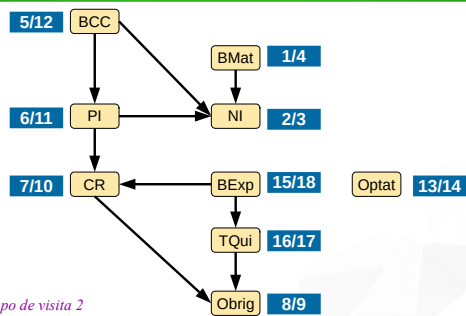 5/12 BCC
BMat 1/4
6/11 PI NI 2/3
7/10 CR BExp 15/18 Optat 13/14
TQui 16/17
Obrig 8/9
po de visita 2